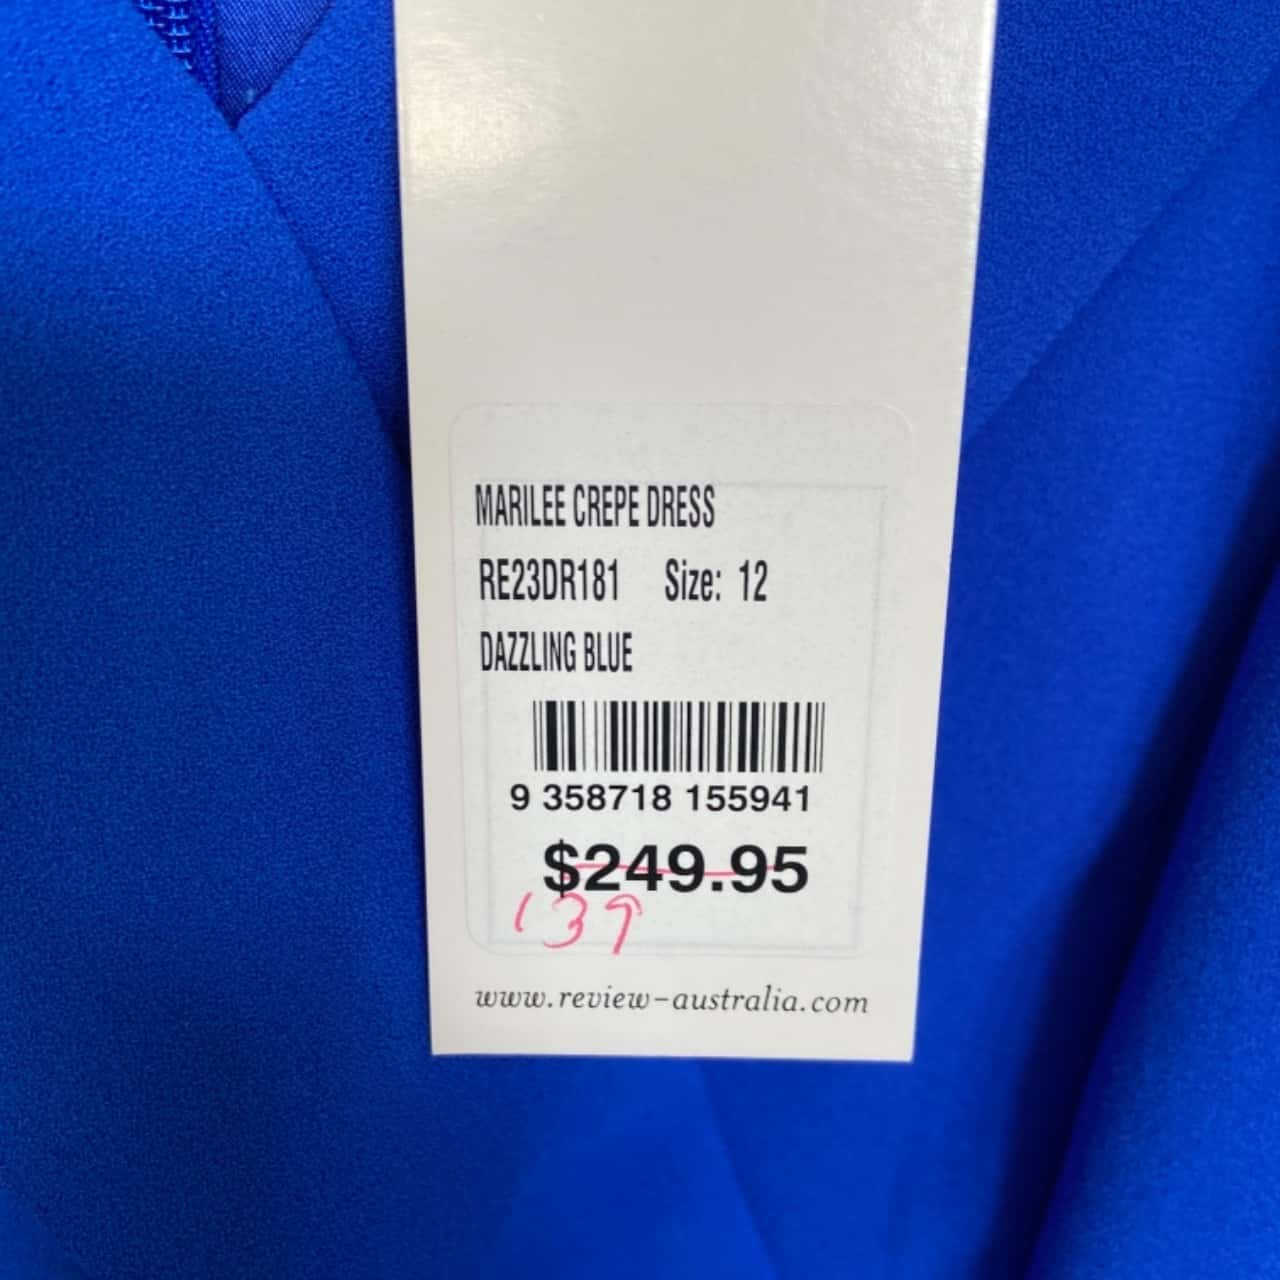 MARILEE CREPE DRESS
RE23DR181 Size: 12
DAZZLING BLUE
9 358718 155941
$249.95
139
www.review-australia.com